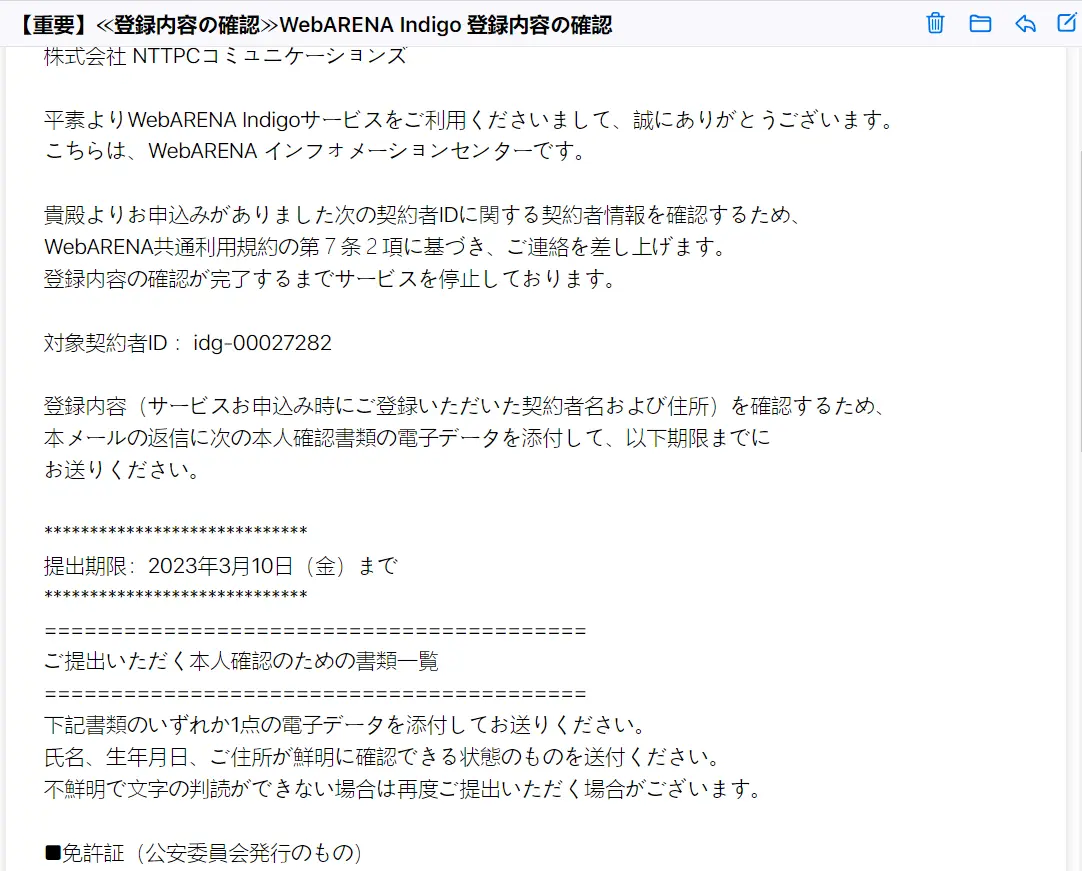 【重要】≪登録内容の確認≫WebARENA Indigo 登録内容の確認
株式会社 NTTPCコミュニケーションズ
平素よりWebARENA Indigoサービスをご利用くださいまして、誠にありがとうございます。
こちらは、WebARENA インフォメーションセンターです。
貴殿よりお申込みがありました次の契約者IDに関する契約者情報を確認するため、
WebARENA共通利用規約の第７条２項に基づき、ご連絡を差し上げます。
登録内容の確認が完了するまでサービスを停止しております。
対象契約者ID： idg-00027282
登録内容（サービスお申込み時にご登録いただいた契約者名および住所）を確認するため、
本メールの返信に次の本人確認書類の電子データを添付して、以下期限までに
お送りください。
*****************************
提出期限：2023年3月10日（金）まで
*****************************
=========================================
ご提出いただく本人確認のための書類一覧
=========================================
下記書類のいずれか1点の電子データを添付してお送りください。
氏名、生年月日、ご住所が鮮明に確認できる状態のものを送付ください。
不鮮明で文字の判読ができない場合は再度ご提出いただく場合がございます。
■免許証（公安委員会発行のもの）